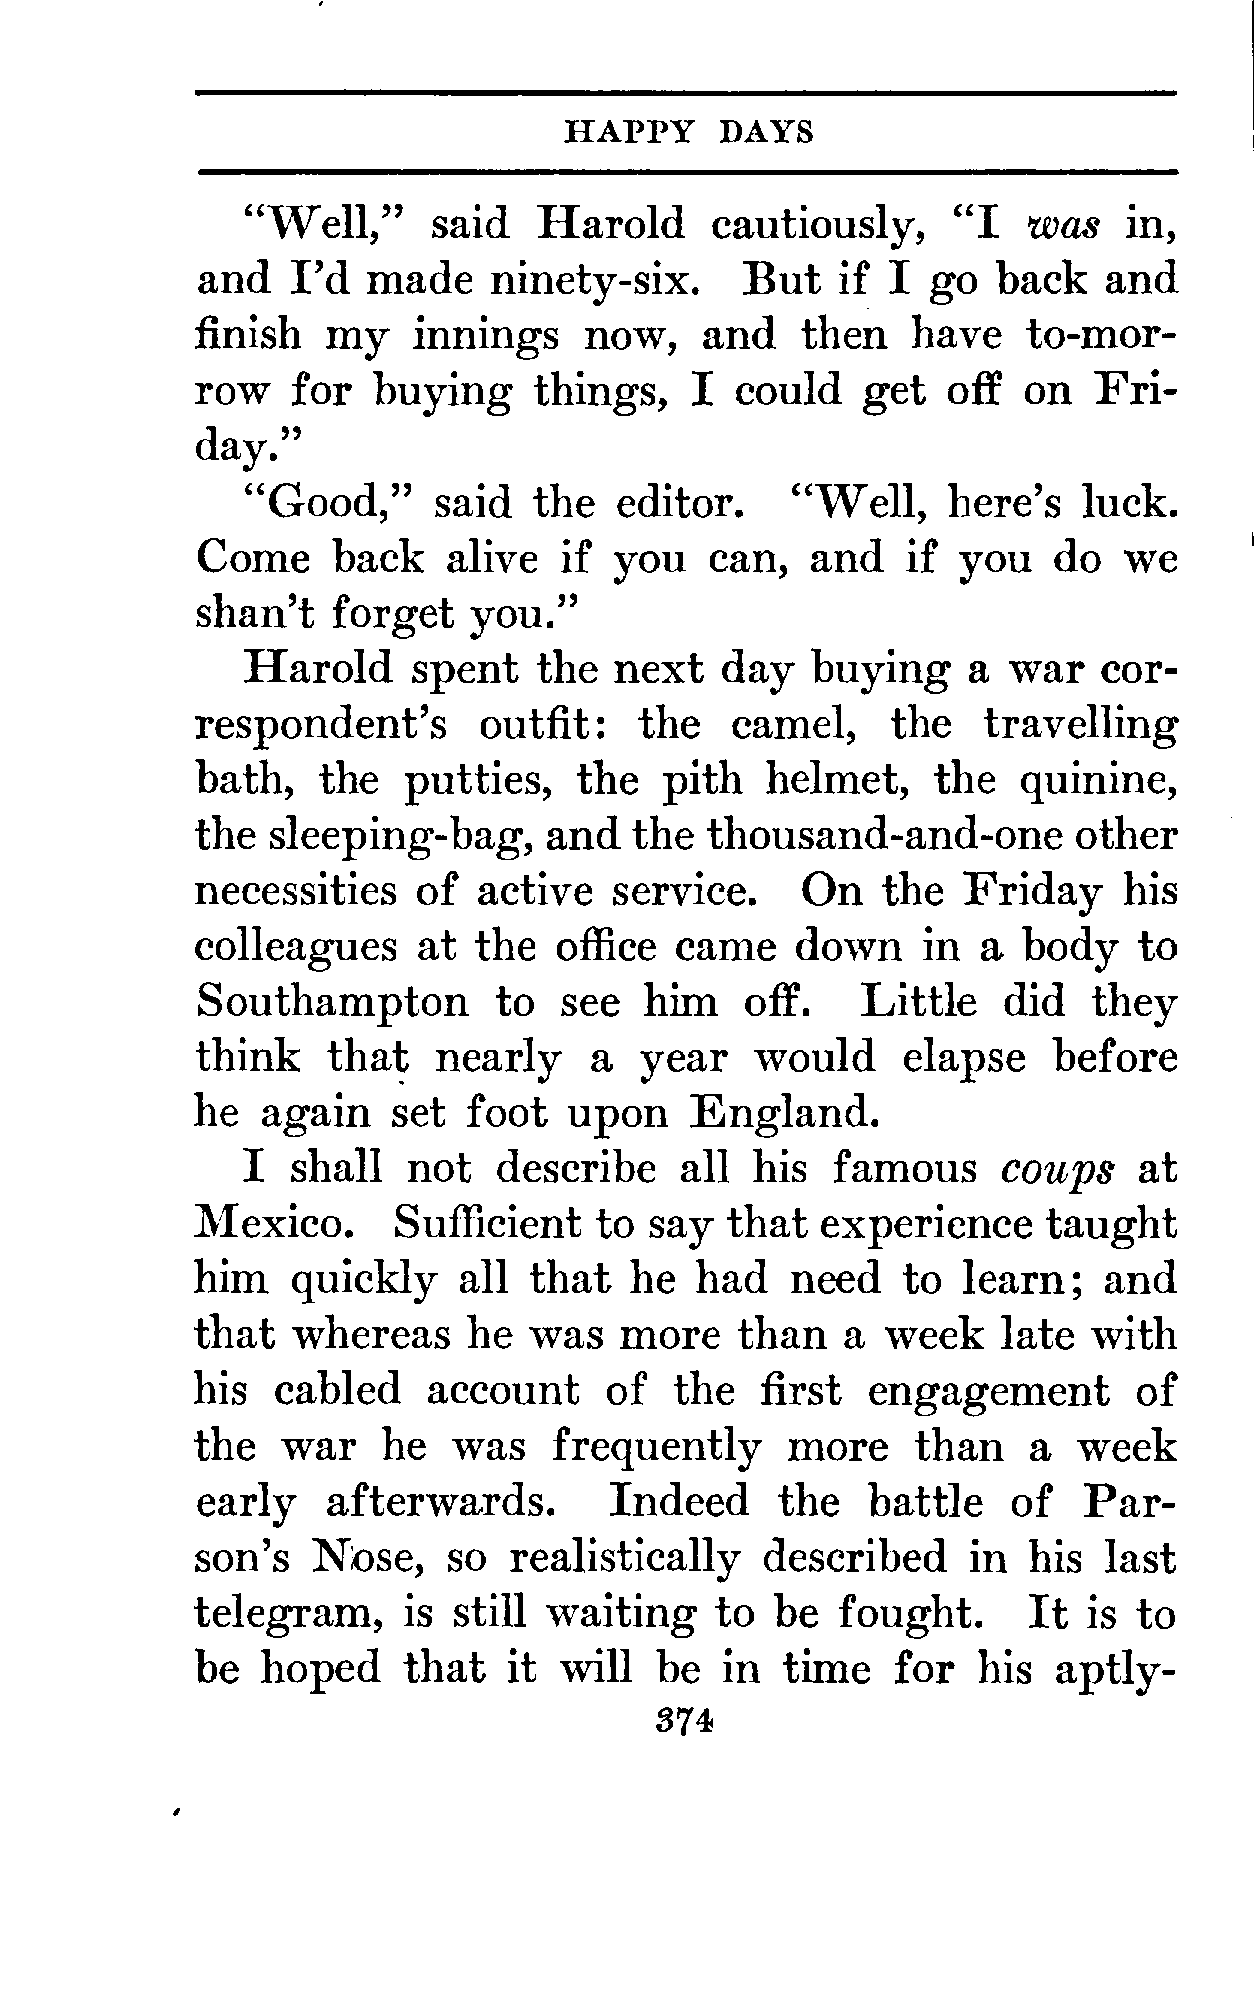 HAPPY DAYS
“Well,” said Harold cautiously, “I was in,
and I’d made ninety-six. But if I go back and
finish my innings now, and then have to-mor-
row for buying things, I could get off on Fri-
day.”
“Good,” said the editor. “Well, here’s luck.
Come back alive if you can, and if you do we
shan’t forget you.”
Harold spent the next day buying a war cor-
respondent’s outfit: the camel, the travelling
bath, the putties, the pith helmet, the quinine,
the sleeping-bag, and the thousand-and-one other
necessities of active service. On the Friday his
colleagues at the office came down in a body to
Southampton to see him off. Little did they
think that nearly a year would elapse before
he again set foot upon England.
I shall not describe all his famous coups at
Mexico. Sufficient to say that experience taught
him quickly all that he had need to learn; and
that whereas he was more than a week late with
his cabled account of the first engagement of
the war he was frequently more than a week
early afterwards. Indeed the battle of Par-
son’s Nose, so realistically described in his last
telegram, is still waiting to be fought. It is to
be hoped that it will be in time for his aptly-
374